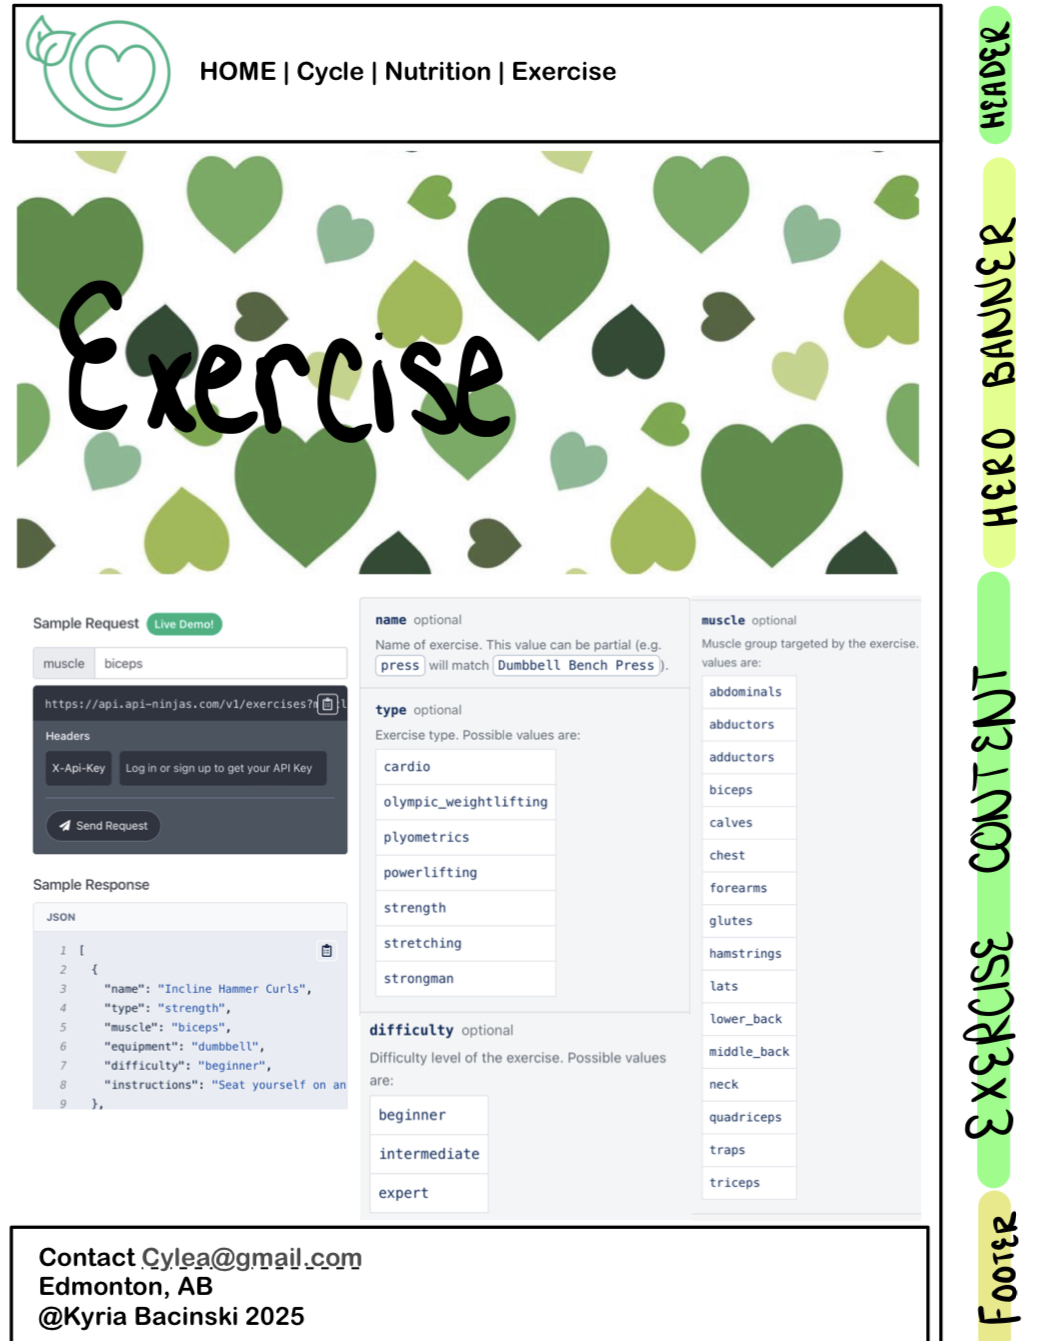 HOME | Cycle | Nutrition | Exercise
HEADER
Exercise
HERO BANNER
Sample Request Live Demo!
muscle biceps
https://api.api-ninjas.com/v1/exercises?m
Headers
X-Api-Key Log in or sign up to get your API Key
Send Request
Sample Response
JSON
1 [
2 {
3 "name": "Incline Hammer Curls",
4 "type": "strength",
5 "muscle": "biceps",
6 "equipment": "dumbbell",
7 "difficulty": "beginner",
8 "instructions": "Seat yourself on an
9 },
name optional
Name of exercise. This value can be partial (e.g.
press will match Dumbbell Bench Press ).
type optional
Exercise type. Possible values are:
cardio
olympic_weightlifting
plyometrics
powerlifting
strength
stretching
strongman
difficulty optional
Difficulty level of the exercise. Possible values
are:
beginner
intermediate
expert
muscle optional
Muscle group targeted by the exercise.
values are:
abdominals
abductors
adductors
biceps
calves
chest
forearms
glutes
hamstrings
lats
lower_back
middle_back
neck
quadriceps
traps
triceps
EXERCISE CONTENT
Contact Cylea@gmail.com
Edmonton, AB
@Kyria Bacinski 2025
FOOTER